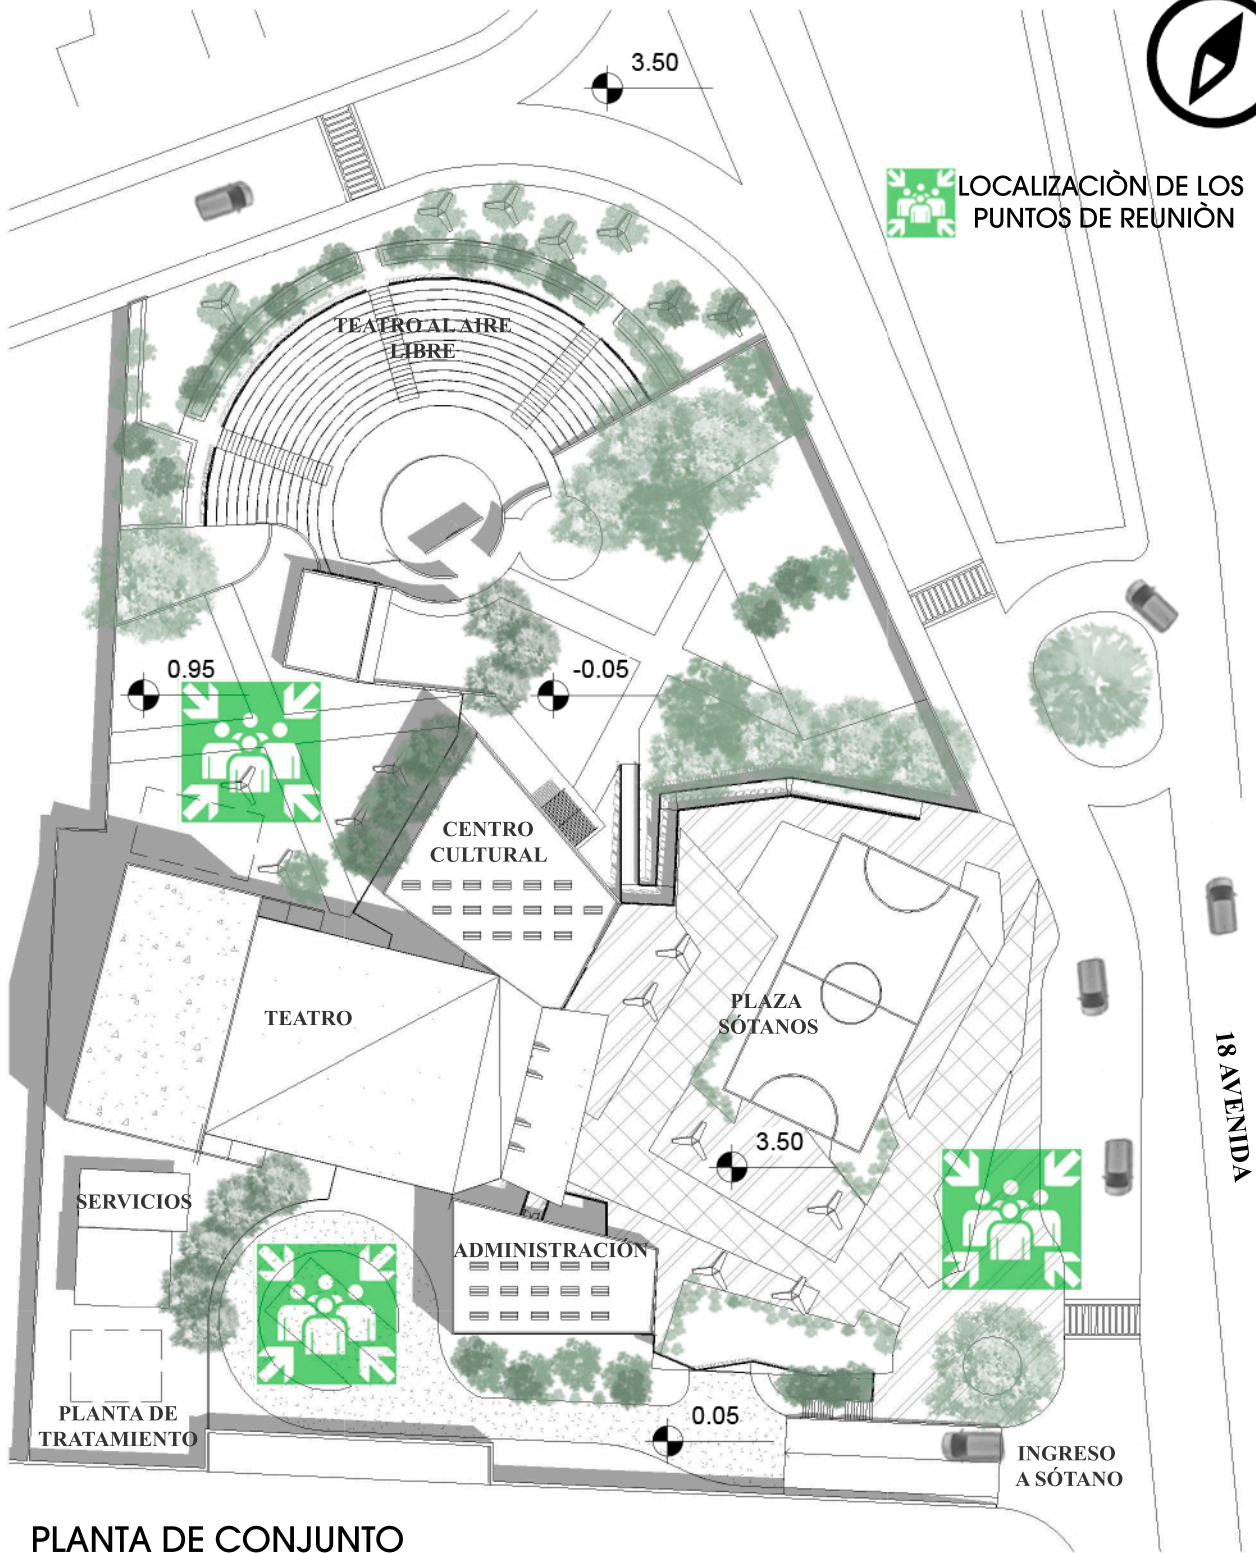 3.50
LOCALIZACIÒN DE LOS
PUNTOS DE REUNIÒN
TEATRO AL AIRE
LIBRE
0.95
-0.05
CENTRO
CULTURAL
TEATRO
PLAZA
SÓTANOS
18 AVENIDA
3.50
SERVICIOS
ADMINISTRACIÓN
PLANTA DE
TRATAMIENTO
0.05
INGRESO
A SÓTANO
PLANTA DE CONJUNTO